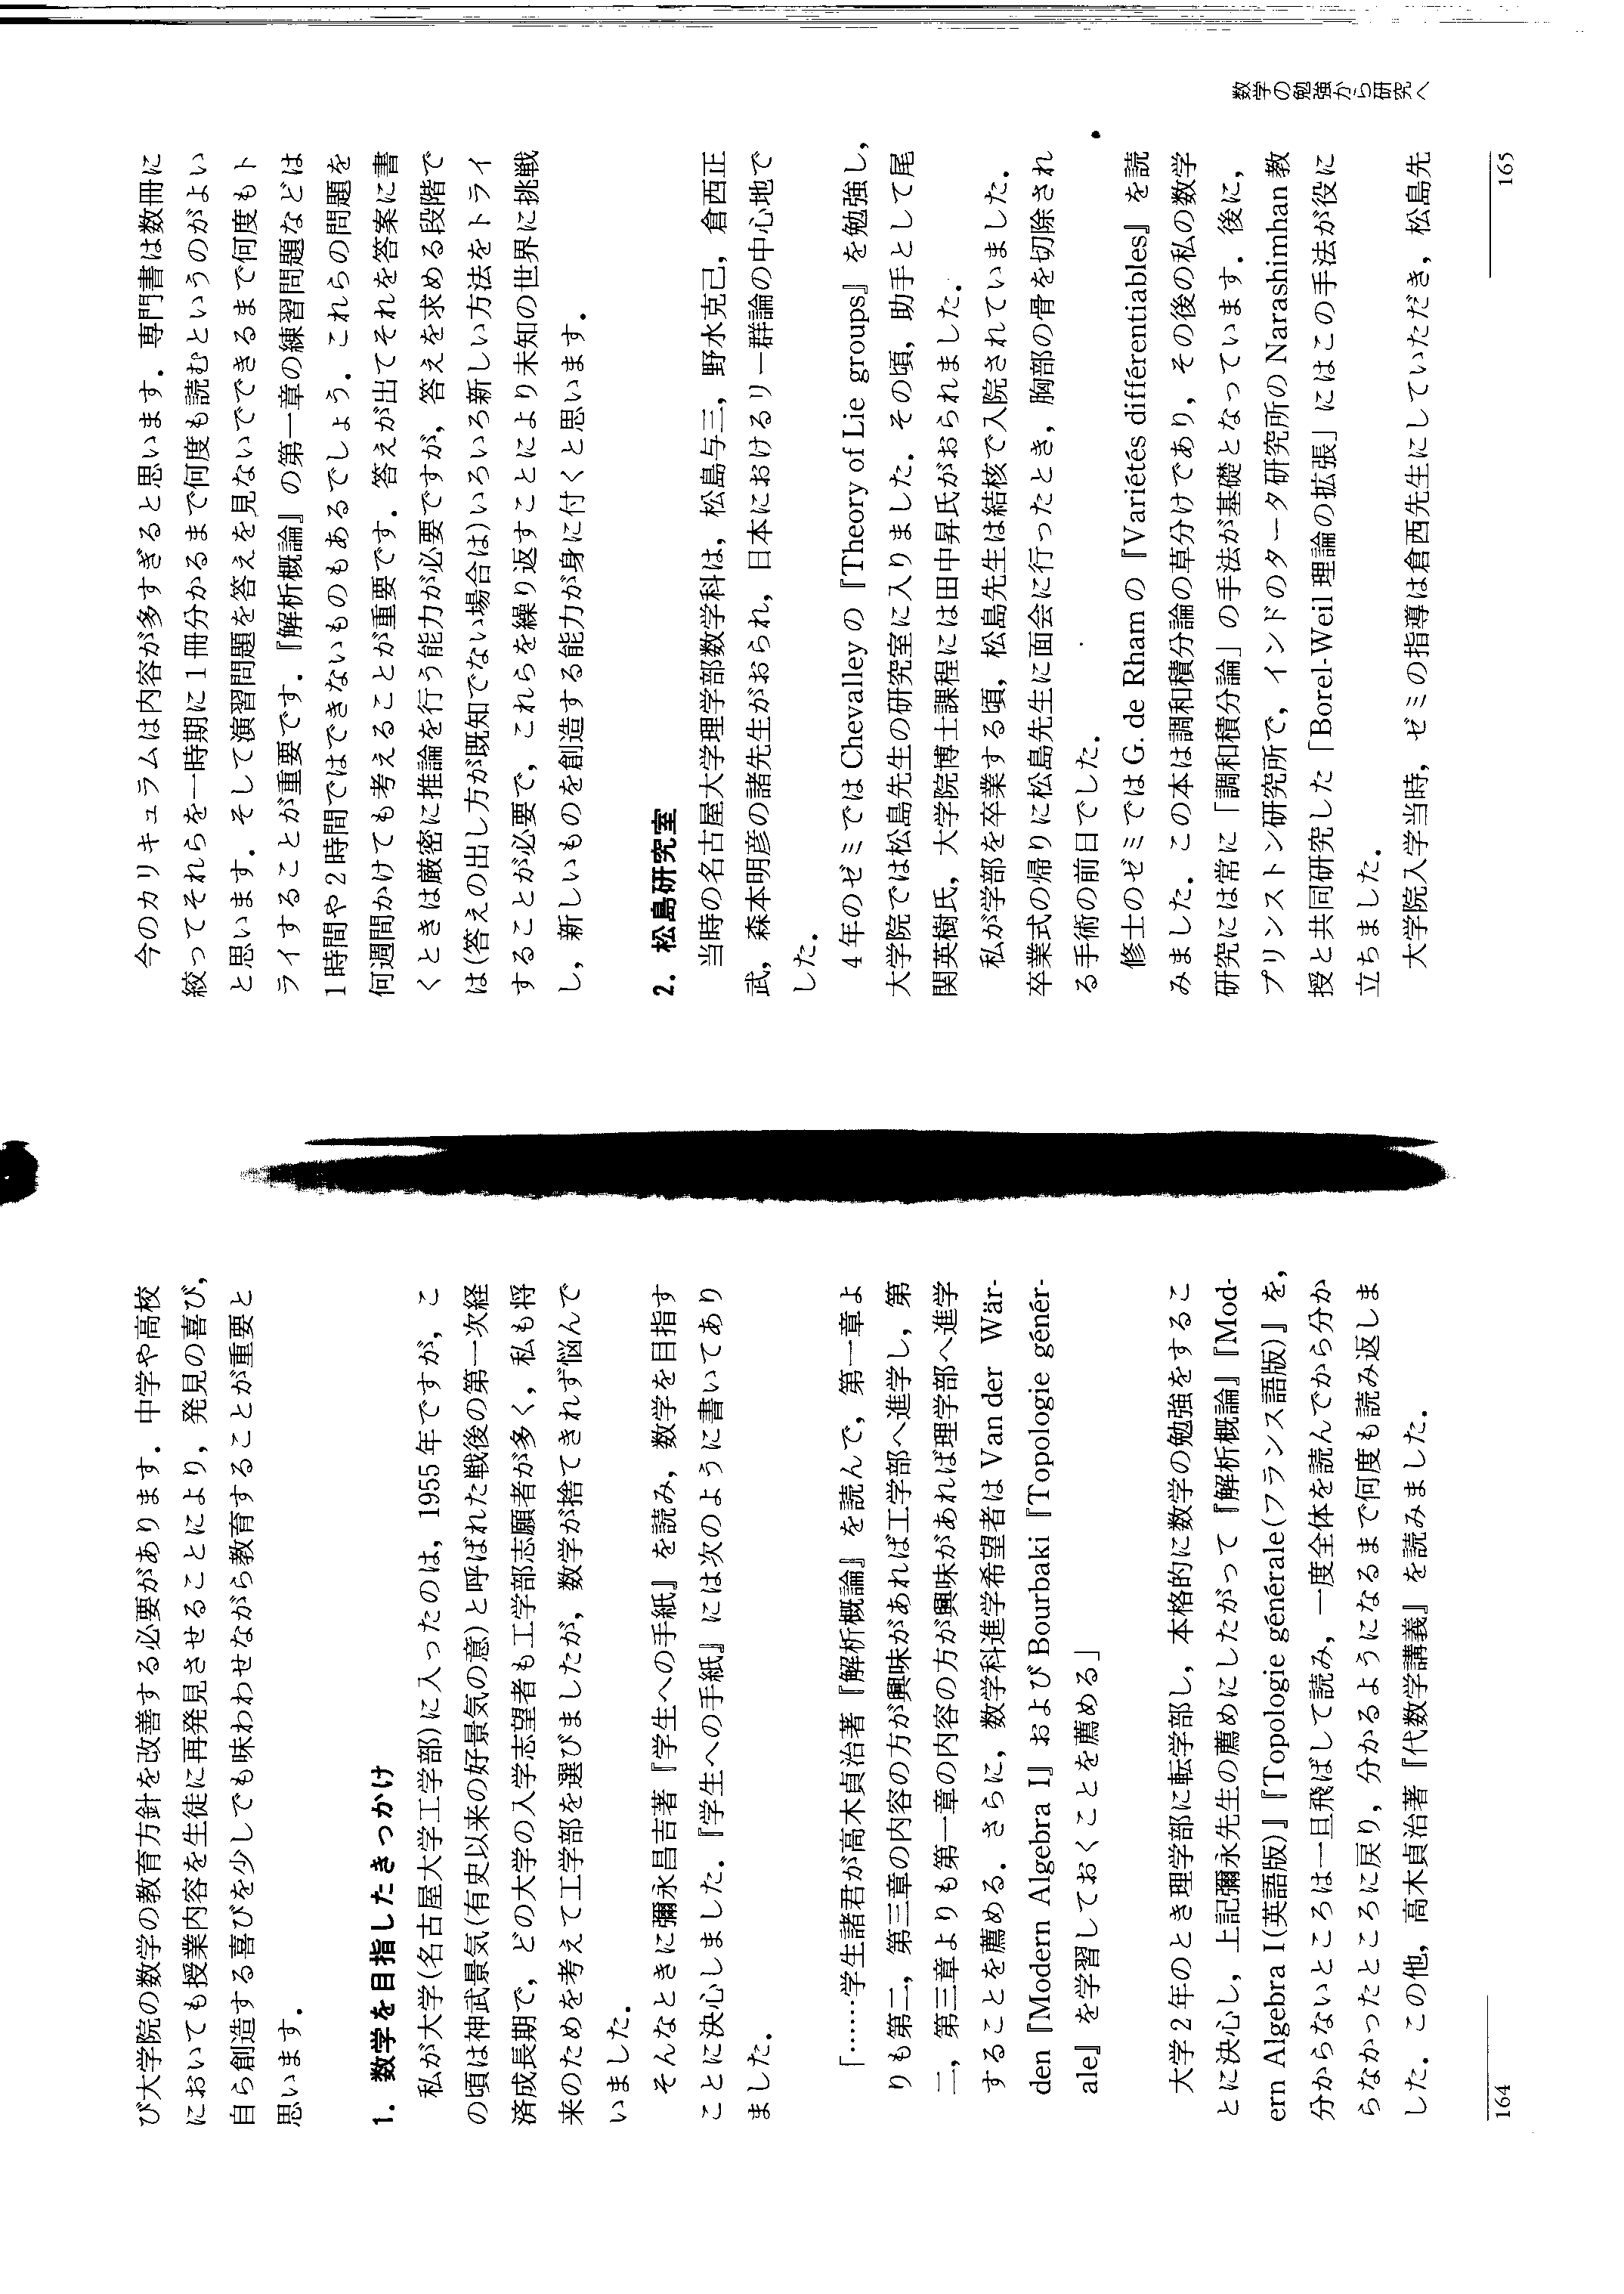 び大学院の数学の教育方針を改善する必要があります．中学や高校
においても授業内容を生徒に再発見させることにより，発見の喜び，
自ら創造する喜びを少しでも味わわせながら教育することが重要と
思います．
1. 数学を目指したきっかけ
私が大学(名古屋大学工学部)に入ったのは，1955年ですが，こ
の頃は神武景気(有史以来の好景気の意)と呼ばれた戦後の第一次経
済成長期で，どの大学の入学志望者も工学部志願者が多く，私も将
来のためを考えて工学部を選びましたが，数学が捨てきれず悩んで
いました．
そんなときに彌永昌吉著『学生への手紙』を読み，数学を目指す
ことに決心しました．『学生への手紙』には次のように書いてあり
ました．
「……学生諸君が高木貞治著『解析概論』を読んで，第一章よ
りも第二，第三章の内容の方が興味があれば工学部へ進学し，第
二，第三章よりも第一章の内容の方が興味があれば理学部へ進学
することを薦める．さらに，数学科進学希望者は Van der Wär-
den『Modern Algebra I』および Bourbaki『Topologie génér-
ale』を学習しておくことを薦める」
大学2年のとき理学部に転学部し，本格的に数学の勉強をするこ
とに決心し，上記彌永先生の薦めにしたがって『解析概論』『Mod-
ern Algebra I(英語版)』『Topologie générale(フランス語版)』を，
分からないところは一旦飛ばして読み，一度全体を読んでから分か
らなかったところに戻り，分かるようになるまで何度も読み返しま
した．この他，高木貞治著『代数学講義』を読みました．
164
今のカリキュラムは内容が多すぎると思います．専門書は数冊に
絞ってそれらを一時期に1冊分かるまで何度も読むというのがよい
と思います．そして演習問題を答えを見ないでできるまで何度もト
ライすることが重要です．『解析概論』の第一章の練習問題などは
1時間や2時間ではできないものもあるでしょう．これらの問題を
何週間かけても考えることが重要です．答えが出てそれを答案に書
くときは厳密に推論を行う能力が必要ですが，答えを求める段階で
は(答えの出し方が既知でない場合は)いろいろ新しい方法をトライ
することが必要で，これらを繰り返すことにより未知の世界に挑戦
し，新しいものを創造する能力が身に付くと思います．
2. 松島研究室
当時の名古屋大学理学部数学科は，松島与三，野水克己，倉西正
武，森本明彦の諸先生がおられ，日本におけるリー群論の中心地で
した．
4年のゼミでは Chevalley の『Theory of Lie groups』を勉強し，
大学院では松島先生の研究室に入りました．その頃，助手として尾
関英樹氏，大学院博士課程には田中昇氏がおられました．
私が学部を卒業する頃，松島先生は結核で入院されていました．
卒業式の帰りに松島先生に面会に行ったとき，胸部の骨を切除され
る手術の前日でした．
修士のゼミでは G. de Rham の『Variétés différentiables』を読
みました．この本は調和積分論の草分けであり，その後の私の数学
研究には常に「調和積分論」の手法が基礎となっています．後に，
プリンストン研究所で，インドのタータ研究所の Narashimhan 教
授と共同研究した「Borel-Weil 理論の拡張」にはこの手法が役に
立ちました．
大学院入学当時，ゼミの指導は倉西先生にしていただき，松島先
数学の勉強から研究へ
165